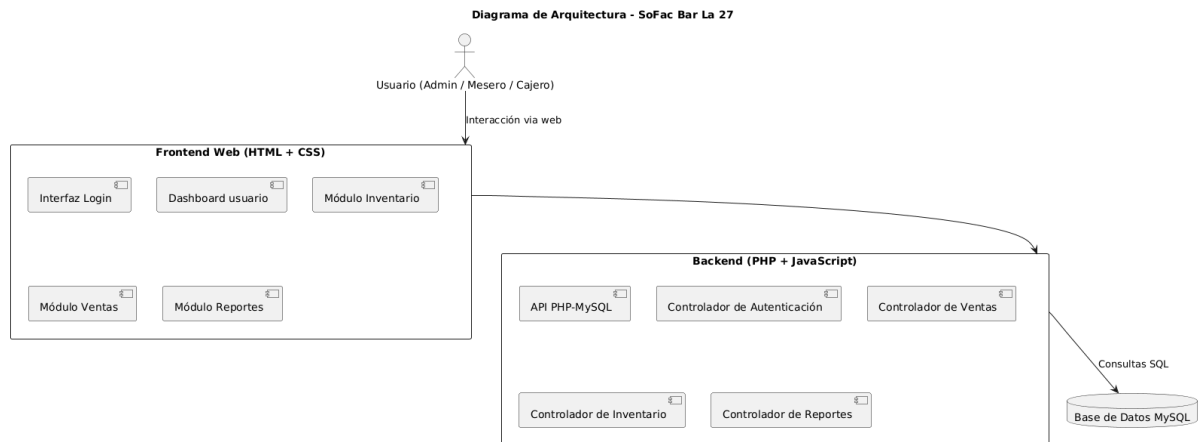 Diagrama de Arquitectura - SoFac Bar La 27
Usuario (Admin / Mesero / Cajero)
Interacción via web
Frontend Web (HTML + CSS)
Interfaz Login
Dashboard usuario
Módulo Inventario
Módulo Ventas
Módulo Reportes
Backend (PHP + JavaScript)
API PHP-MySQL
Controlador de Autenticación
Controlador de Ventas
Controlador de Inventario
Controlador de Reportes
Consultas SQL
Base de Datos MySQL